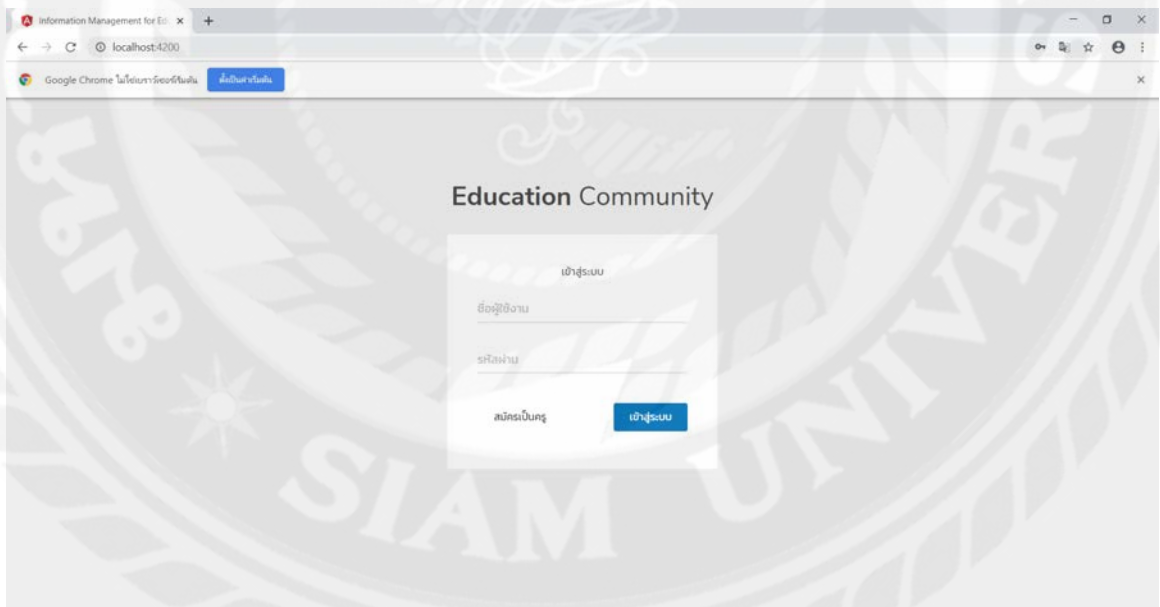 Information Management for Ed
localhost:4200
Google Chrome ไม่ใช่เบราว์เซอร์เริ่มต้น ตั้งเป็นค่าเริ่มต้น
Education Community
เข้าสู่ระบบ
ชื่อผู้ใช้งาน
รหัสผ่าน
สมัครเป็นครู เข้าสู่ระบบ
SIAM UNIVERS